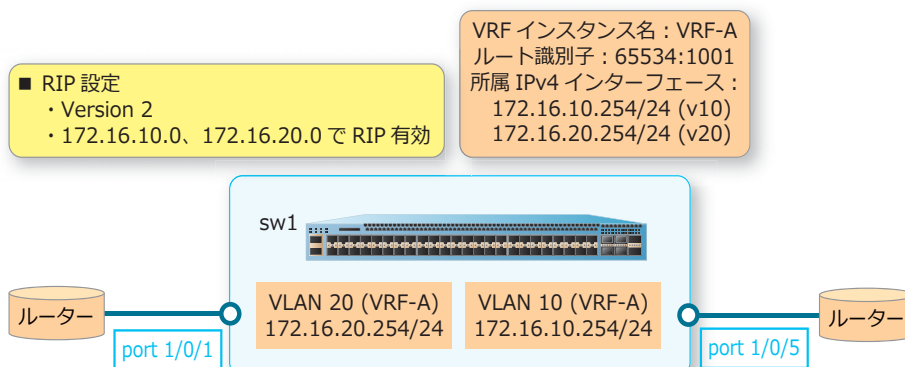 VRF インスタンス名：VRF-A
ルート識別子：65534:1001
所属 IPv4 インターフェース：
172.16.10.254/24 (v10)
172.16.20.254/24 (v20)
■ RIP 設定
・Version 2
・172.16.10.0、172.16.20.0 で RIP 有効
sw1
VLAN 20 (VRF-A)
172.16.20.254/24
VLAN 10 (VRF-A)
172.16.10.254/24
ルーター
port 1/0/1
ルーター
port 1/0/5